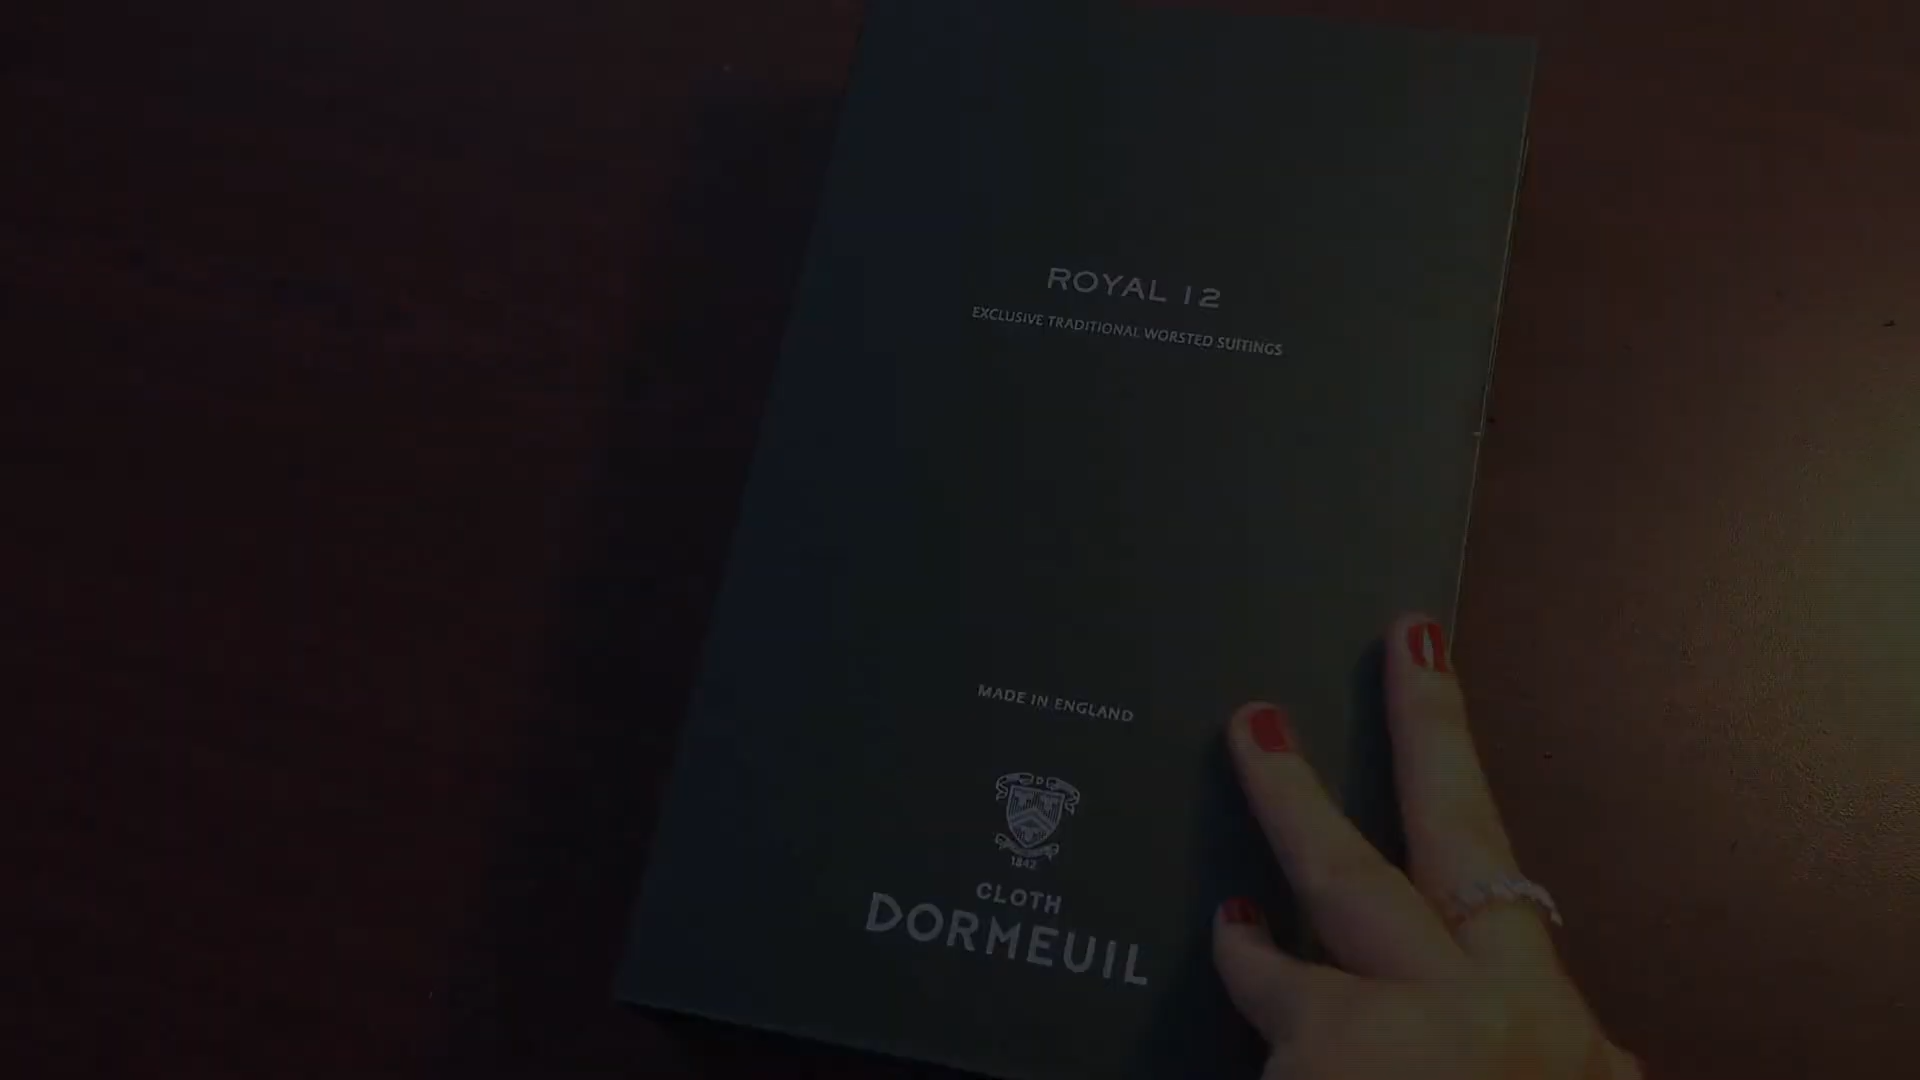 ROYAL 12
EXCLUSIVE TRADITIONAL WORSTED SUITINGS
MADE IN ENGLAND
D
1842
CLOTH
DORMEUIL